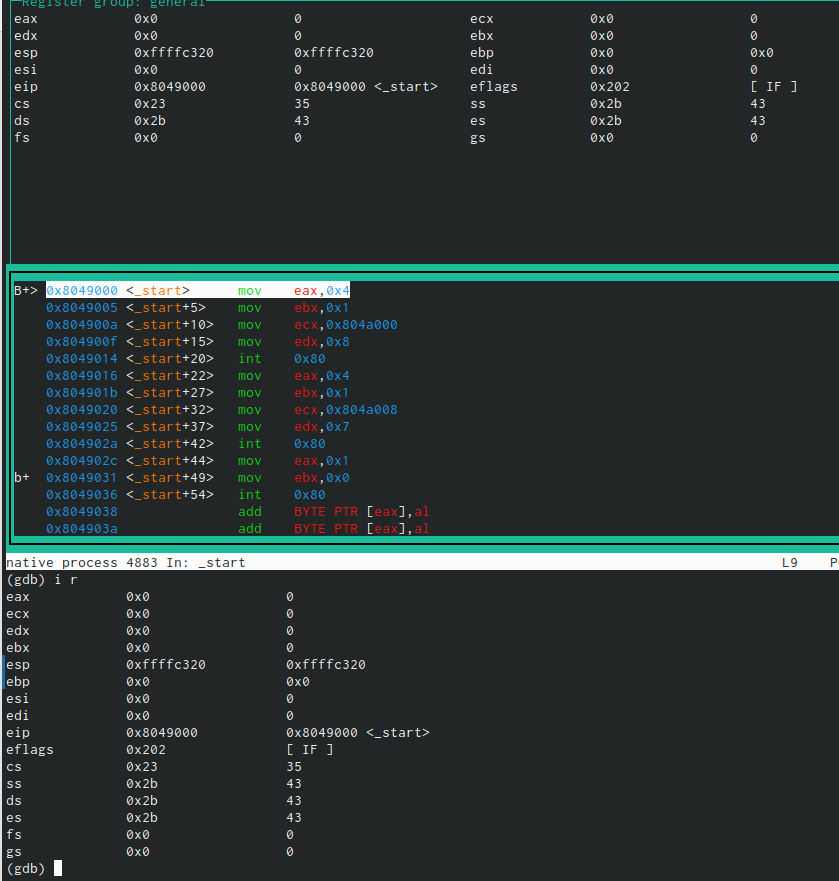 Register group: general
eax 0x0 0 ecx 0x0 0
edx 0x0 0 ebx 0x0 0
esp 0xffffc320 0xffffc320 ebp 0x0 0x0
esi 0x0 0 edi 0x0 0
eip 0x8049000 0x8049000 <_start> eflags 0x202 [ IF ]
cs 0x23 35 ss 0x2b 43
ds 0x2b 43 es 0x2b 43
fs 0x0 0 gs 0x0 0
B+> 0x8049000 <_start> mov eax,0x4
0x8049005 <_start+5> mov ebx,0x1
0x804900a <_start+10> mov ecx,0x804a000
0x804900f <_start+15> mov edx,0x8
0x8049014 <_start+20> int 0x80
0x8049016 <_start+22> mov eax,0x4
0x804901b <_start+27> mov ebx,0x1
0x8049020 <_start+32> mov ecx,0x804a008
0x8049025 <_start+37> mov edx,0x7
0x804902a <_start+42> int 0x80
0x804902c <_start+44> mov eax,0x1
b+ 0x8049031 <_start+49> mov ebx,0x0
0x8049036 <_start+54> int 0x80
0x8049038 add BYTE PTR [eax],al
0x804903a add BYTE PTR [eax],al
native process 4883 In: _start L9 P
(gdb) i r
eax 0x0 0
ecx 0x0 0
edx 0x0 0
ebx 0x0 0
esp 0xffffc320 0xffffc320
ebp 0x0 0x0
esi 0x0 0
edi 0x0 0
eip 0x8049000 0x8049000 <_start>
eflags 0x202 [ IF ]
cs 0x23 35
ss 0x2b 43
ds 0x2b 43
es 0x2b 43
fs 0x0 0
gs 0x0 0
(gdb)